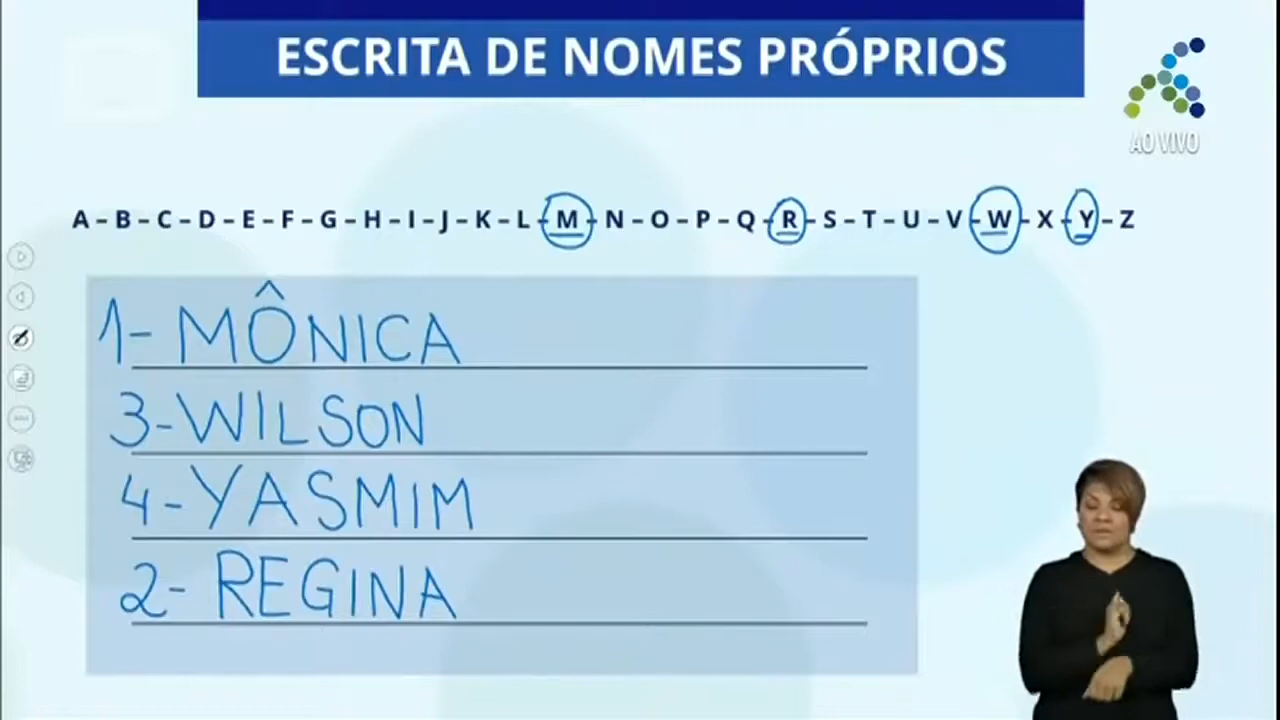 ESCRITA DE NOMES PRÓPRIOS
AO VIVO
A - B - C - D - E - F - G - H - I - J - K - L - M - N - O - P - Q - R - S - T - U - V - W - X - Y - Z
1- MÔNICA
3- WILSON
4- YASMIM
2- REGINA